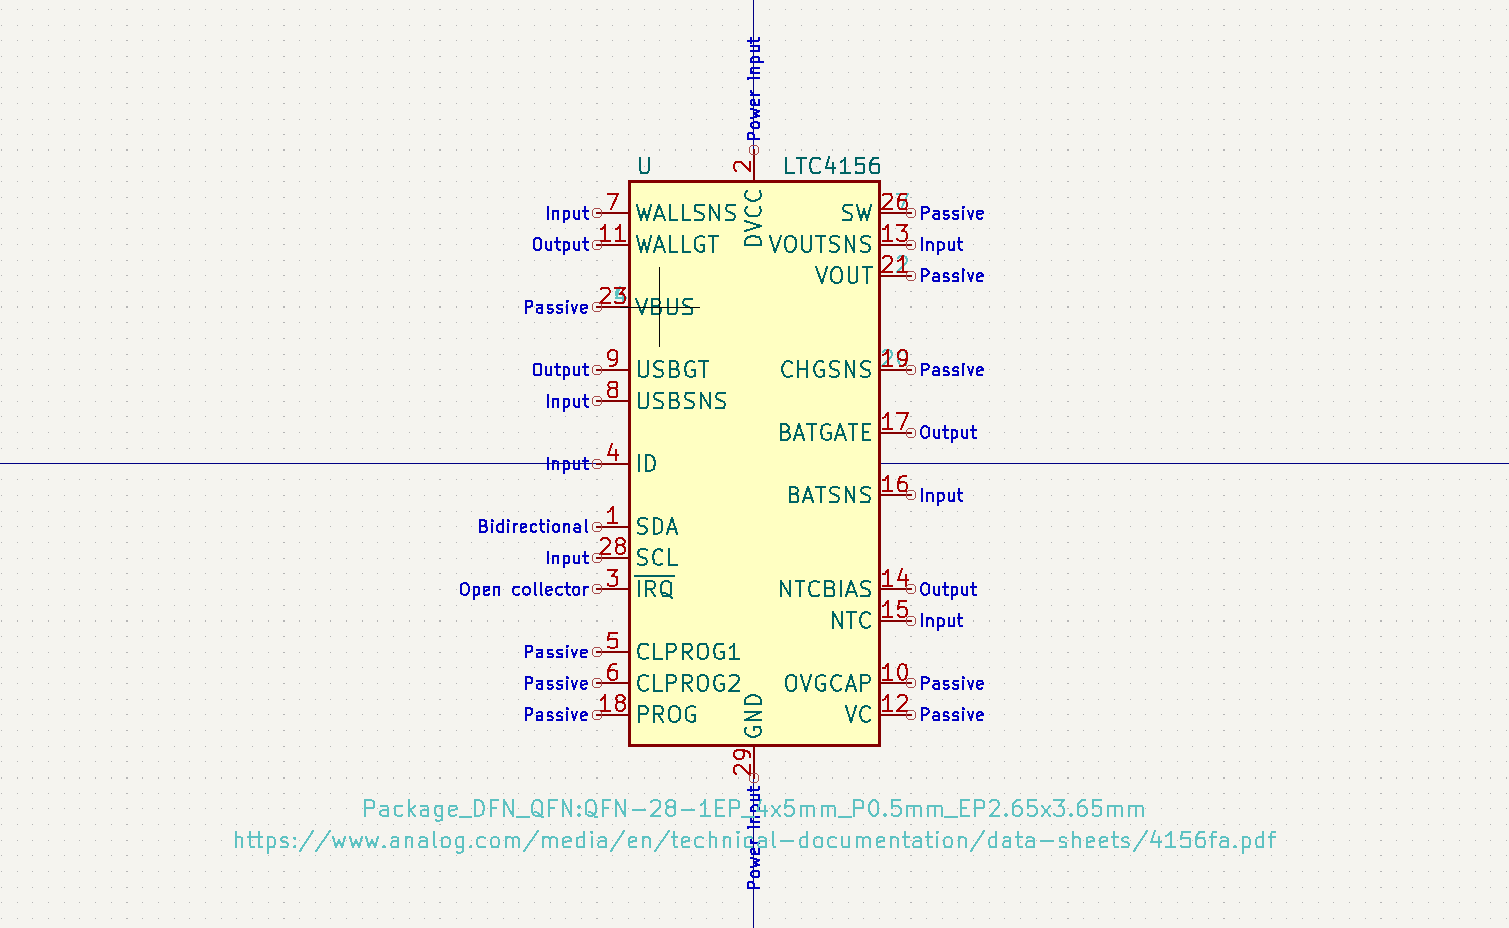 Power Input
2
U LTC4156
DVCC
Input 7 WALLSNS
SW 26 Passive
Output 11 WALLGT
VOUTSNS 13 Input
VOUT 21 Passive
Passive 23 VBUS
Output 9 USBGT
CHGSNS 19 Passive
Input 8 USBSNS
BATGATE 17 Output
Input 4 ID
BATSNS 16 Input
Bidirectional 1 SDA
Input 28 SCL
Open collector 3 IRQ
NTCBIAS 14 Output
NTC 15 Input
Passive 5 CLPROG1
Passive 6 CLPROG2
OVGCAP 10 Passive
Passive 18 PROG
VC 12 Passive
GND
29
Power Input
Package_DFN_QFN:QFN-28-1EP_4x5mm_P0.5mm_EP2.65x3.65mm
https://www.analog.com/media/en/technical-documentation/data-sheets/4156fa.pdf